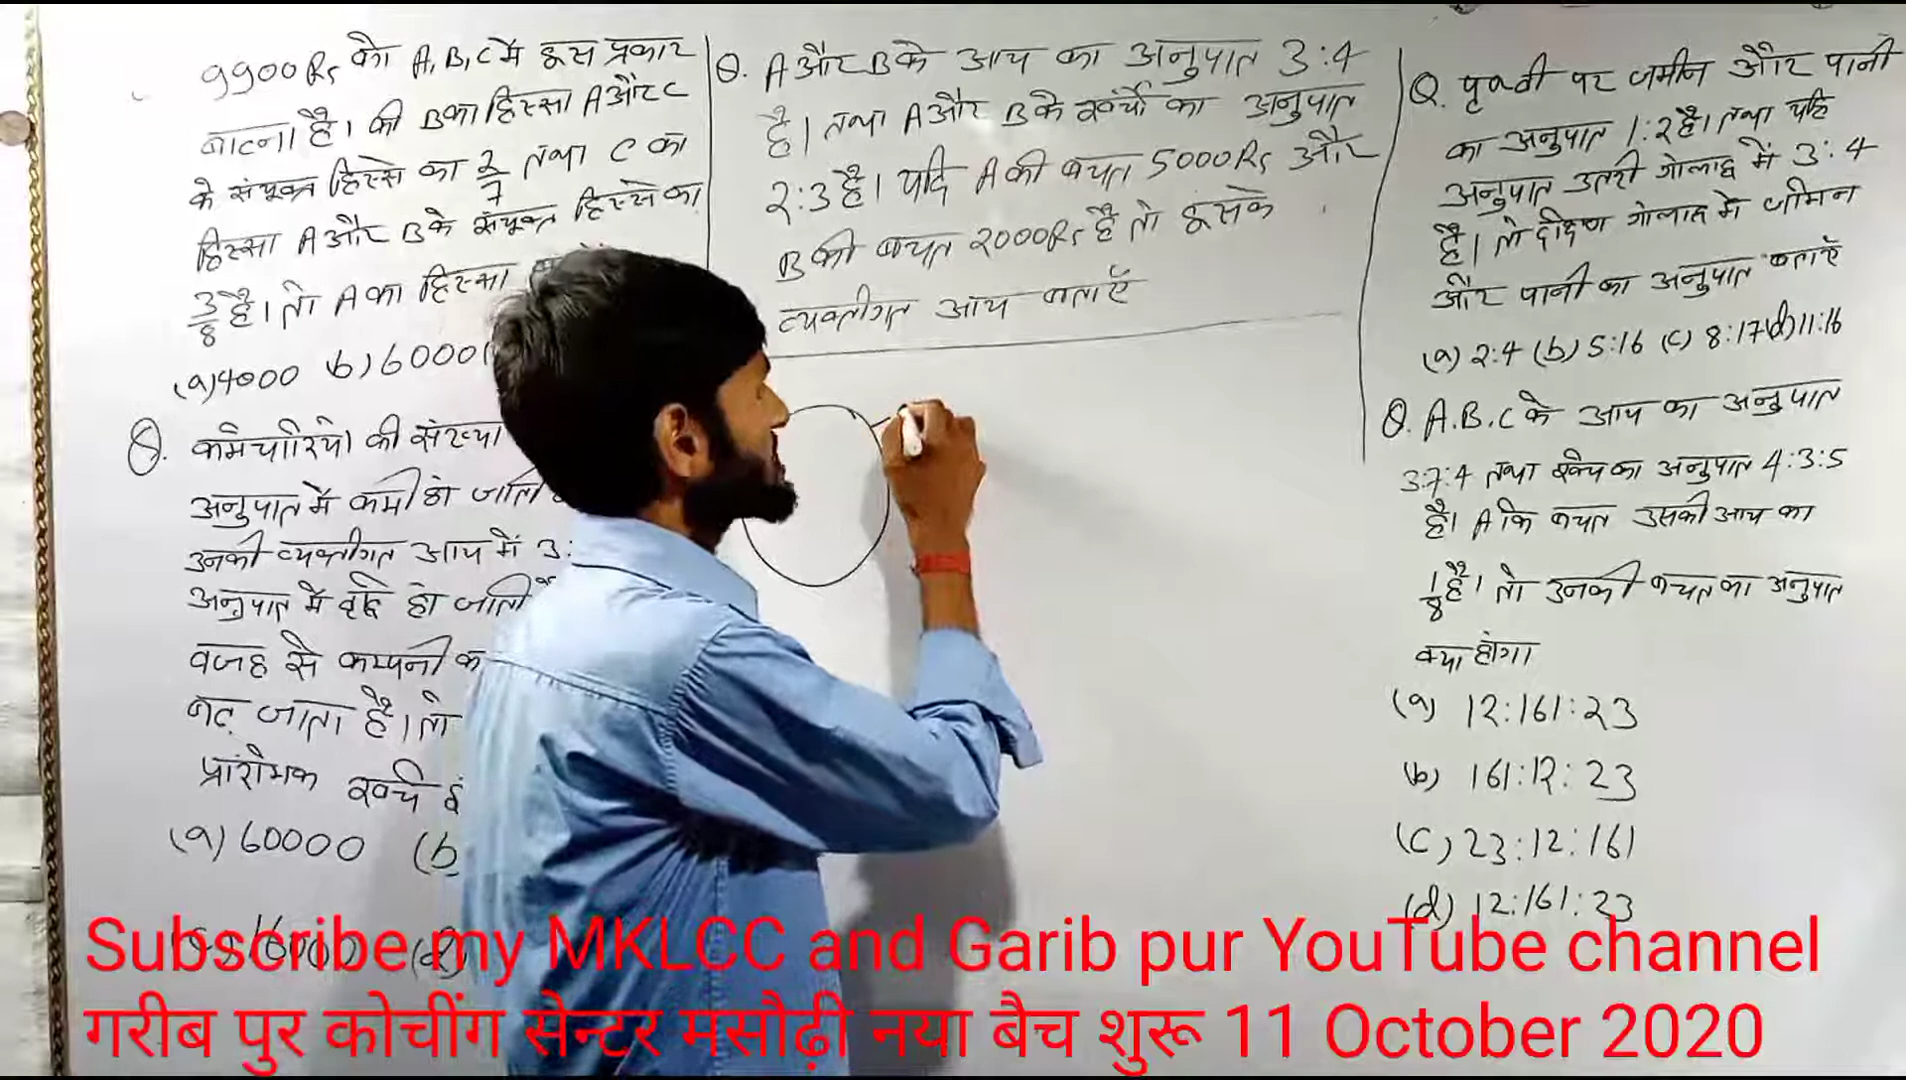 9900Rs को A,B,C में इस प्रकार
बाटना है। की B का हिस्सा A और C
के संयूक्त हिस्से का 2/7 तथा C का
हिस्सा A और B के संयूक्त हिस्से का
3/8 है। तो A का हिस्सा
(a) 4000 (b) 6000
Q. कर्मचारियो की संख्या
अनुपात में कमी हो जाति
उनकी व्यक्तीगत आय में 3:
अनुपात में वृद्धि हो जाती
वजह से कम्पनी क
जाता है। तो
खर्च
(a) 60000 (b
Q. A और B के आय का अनुपात 3:4
है। तथा A और B के खर्चो का अनुपात
2:3 है। यदि A की बचत 5000Rs और
B की बचत 2000Rs है तो इसके
व्यक्तीगत आय बताएँ
Q. पृथ्वी पर जमीन और पानी
का अनुपात 1:2 है। तथा यदि
अनुपात उतरी गोलाद्ध में 3:4
है। तो दक्षिण गोलाद्ध में जमिन
और पानी का अनुपात बताएँ
(a) 2:4 (b) 5:16 (c) 8:17 (d) 11:16
Q. A.B.C के आय का अनुपात
3:7:4 तथा खर्च का अनुपात 4:3:5
है। A कि बचत उसकी आय का
1/8 है। तो उनकी बचत का अनुपात
क्या होगा
(a) 12:161:23
(b) 161:12:23
(c) 23:12:161
(d) 12:161:23
Subscribe my MKLCC and Garib pur YouTube channel
गरीब पुर कोचींग सेन्टर मसौढ़ी नया बैच शुरू 11 October 2020